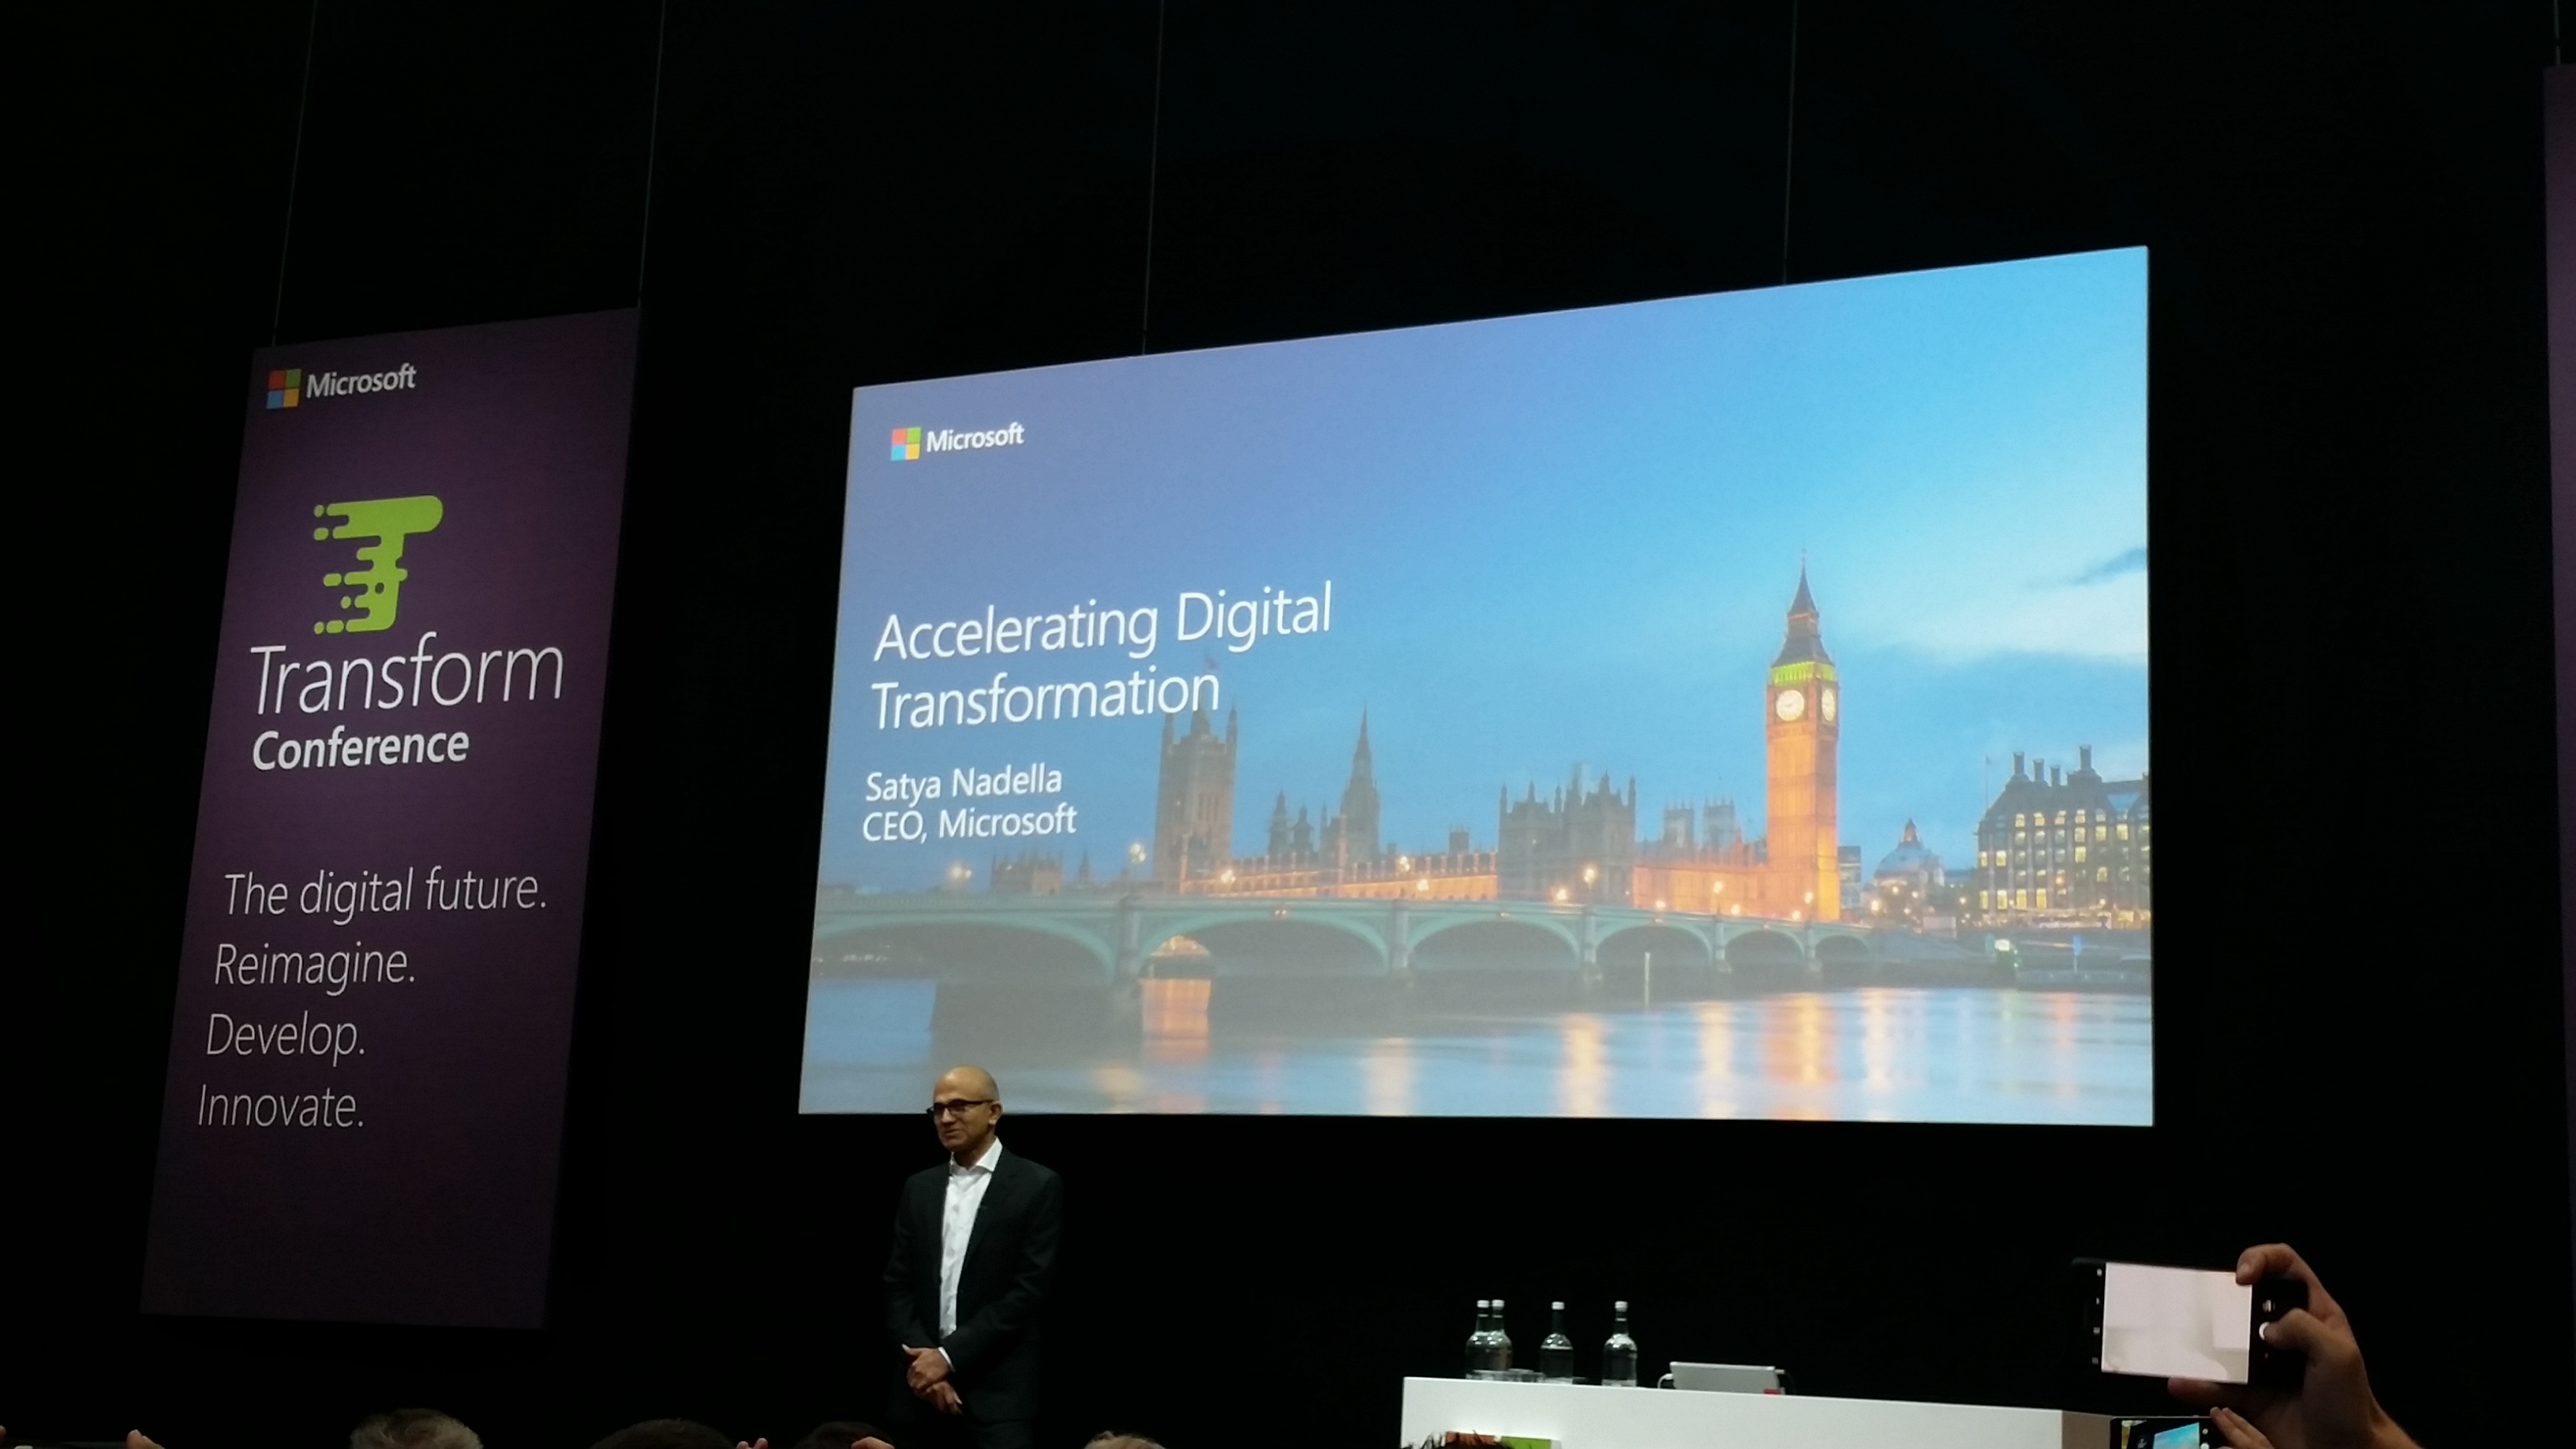 Microsoft
Transform
Conference
The digital future.
Reimagine.
Develop.
Innovate.
Microsoft
Accelerating Digital
Transformation
Satya Nadella
CEO, Microsoft